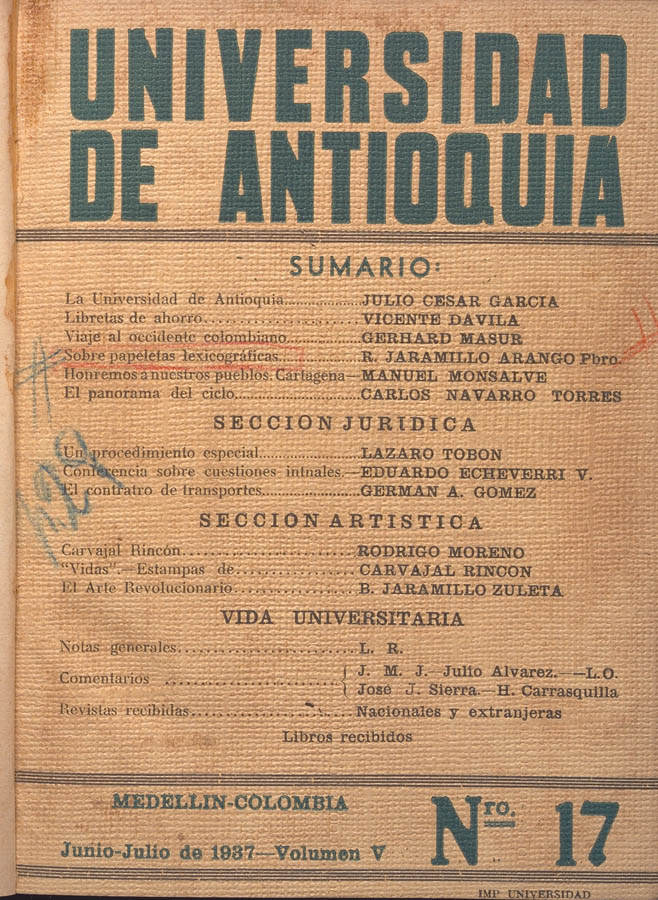 UNIVERSIDAD
DE ANTIOQUIA
SUMARIO:
La Universidad de Antioquia....................JULIO CESAR GARCIA
Libretas de ahorro..........................VICENTE DAVILA
Viaje al occidente colombiano..............GERHARD MASUR
Sobre papeletas lexicográficas..............R. JARAMILLO ARANGO Pbro.
Honremos a nuestros pueblos. Cartagena—MANUEL MONSALVE
El panorama del ciclo.....................CARLOS NAVARRO TORRES
SECCION JURIDICA
Un procedimiento especial....................LAZARO TOBON
Conferencia sobre cuestiones intnales.—EDUARDO ECHEVERRI V.
El contratro de transportes...................GERMAN A. GOMEZ
SECCION ARTISTICA
Carvajal Rincón.........................RODRIGO MORENO
"Vidas".—Estampas de.................CARVAJAL RINCON
El Arte Revolucionario.................B. JARAMILLO ZULETA
VIDA UNIVERSITARIA
Notas generales.........................L. R.
Comentarios ......................... J. M. J.—Julio Alvarez.——L.O.
José J. Sierra.—H. Carrasquilla
Revistas recibidas.......................Nacionales y extranjeras
Libros recibidos
MEDELLIN-COLOMBIA
Junio-Julio de 1937—Volumen V
Nro. 17
IMP UNIVERSIDAD
129